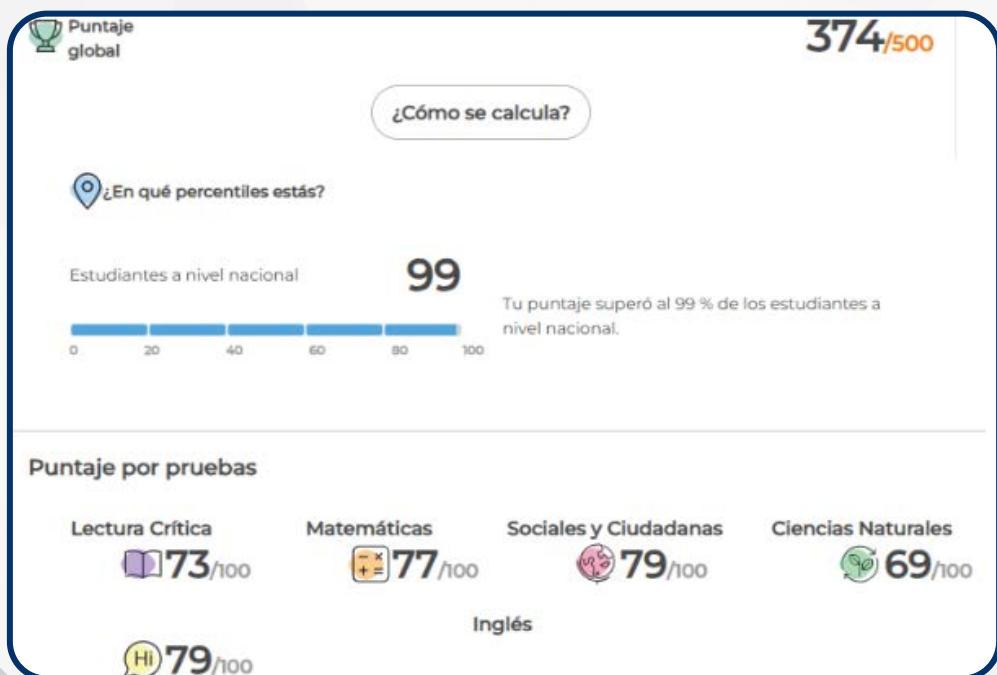 Puntaje
global
374/500
¿Cómo se calcula?
¿En qué percentiles estás?
Estudiantes a nivel nacional
99
Tu puntaje superó al 99 % de los estudiantes a
nivel nacional.
0 20 40 60 80 100
Puntaje por pruebas
Lectura Crítica Matemáticas Sociales y Ciudadanas Ciencias Naturales
73/100 77/100 79/100 69/100
Inglés
Hi 79/100